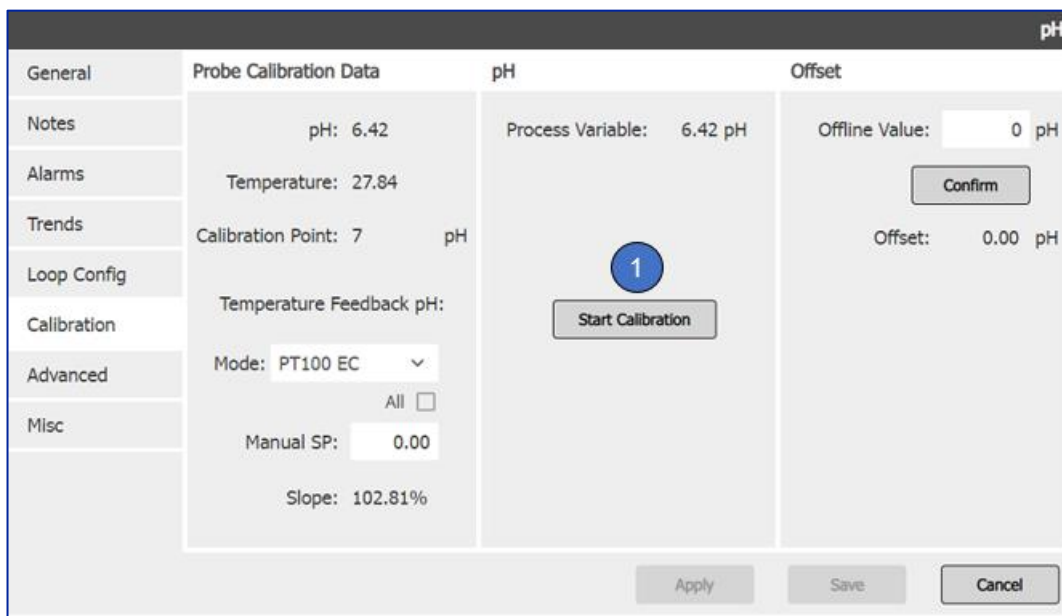 pH
General
Notes
Alarms
Trends
Loop Config
Calibration
Advanced
Misc
Probe Calibration Data
pH: 6.42
Temperature: 27.84
Calibration Point: 7 pH
Temperature Feedback pH:
Mode: PT100 EC
All
Manual SP: 0.00
Slope: 102.81%
pH
Process Variable: 6.42 pH
1
Start Calibration
Offset
Offline Value: 0 pH
Confirm
Offset: 0.00 pH
Apply Save Cancel